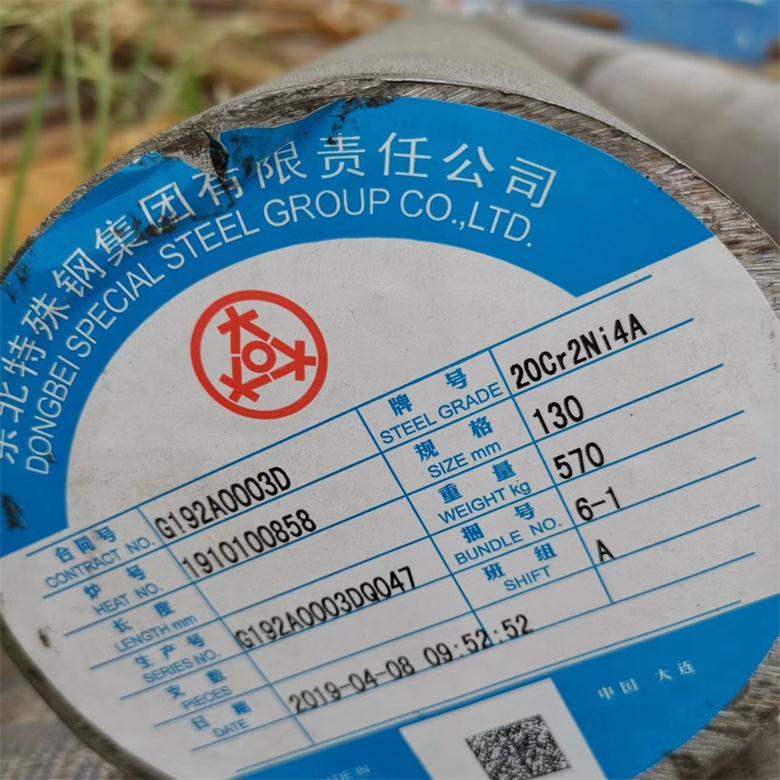 东北特殊钢集团有限责任公司
DONGBEI SPECIAL STEEL GROUP CO.,LTD.
牌号 20Cr2Ni4A
STEEL GRADE
规格 130
SIZE mm
重量 570
WEIGHT kg
捆号 6-1
BUNDLE NO.
班组 A
SHIFT
合同号 G192A0003D
CONTRACT NO.
炉号 1910100858
HEAT NO.
长度
LENGTH mm
生产号 G192A0003DQ047
SERIES NO.
支数
PIECES
日期 2019-04-08 09:52:52
DATE
中国 大连
MADE IN